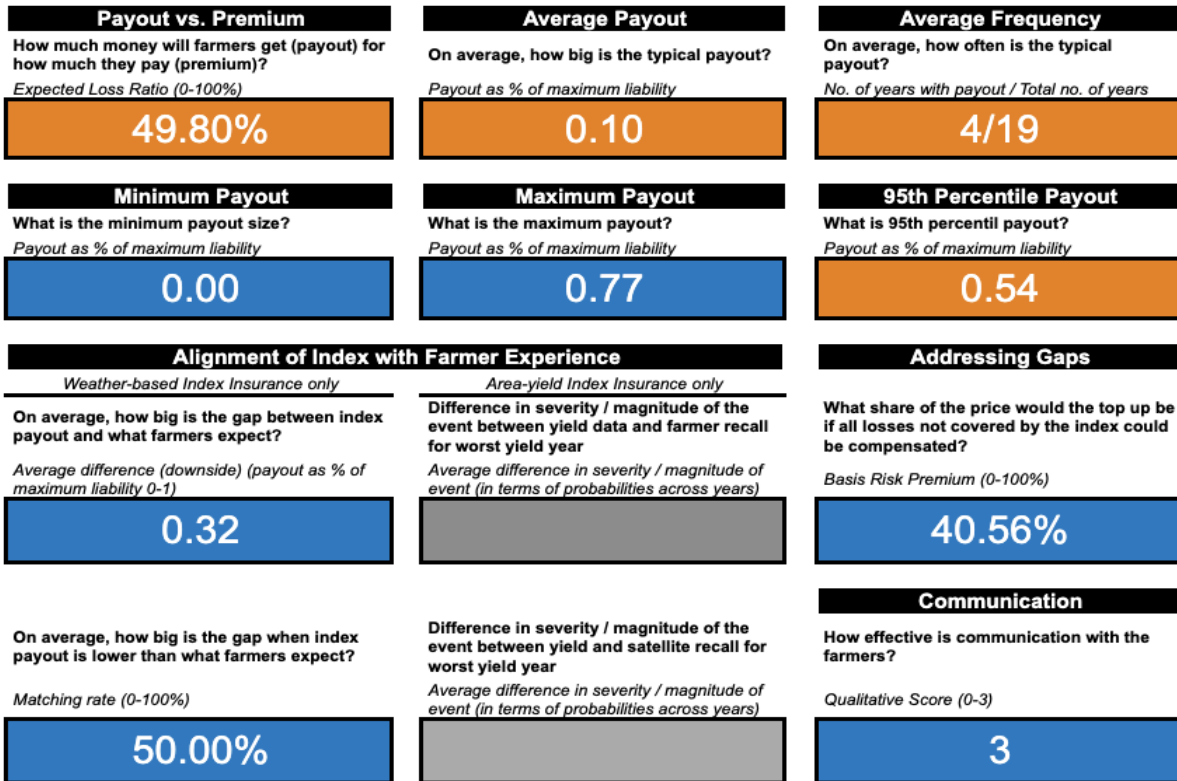 Payout vs. Premium
How much money will farmers get (payout) for
how much they pay (premium)?
Expected Loss Ratio (0-100%)
49.80%
Average Payout
On average, how big is the typical payout?
Payout as % of maximum liability
0.10
Average Frequency
On average, how often is the typical
payout?
No. of years with payout / Total no. of years
4/19
Minimum Payout
What is the minimum payout size?
Payout as % of maximum liability
0.00
Maximum Payout
What is the maximum payout?
Payout as % of maximum liability
0.77
95th Percentile Payout
What is 95th percentil payout?
Payout as % of maximum liability
0.54
Alignment of Index with Farmer Experience
Weather-based Index Insurance only
On average, how big is the gap between index
payout and what farmers expect?
Average difference (downside) (payout as % of
maximum liability 0-1)
0.32
Area-yield Index Insurance only
Difference in severity / magnitude of the
event between yield data and farmer recall
for worst yield year
Average difference in severity / magnitude of
event (in terms of probabilities across years)
Addressing Gaps
What share of the price would the top up be
if all losses not covered by the index could
be compensated?
Basis Risk Premium (0-100%)
40.56%
On average, how big is the gap when index
payout is lower than what farmers expect?
Matching rate (0-100%)
50.00%
Difference in severity / magnitude of the
event between yield and satellite recall for
worst yield year
Average difference in severity / magnitude of
event (in terms of probabilities across years)
Communication
How effective is communication with the
farmers?
Qualitative Score (0-3)
3